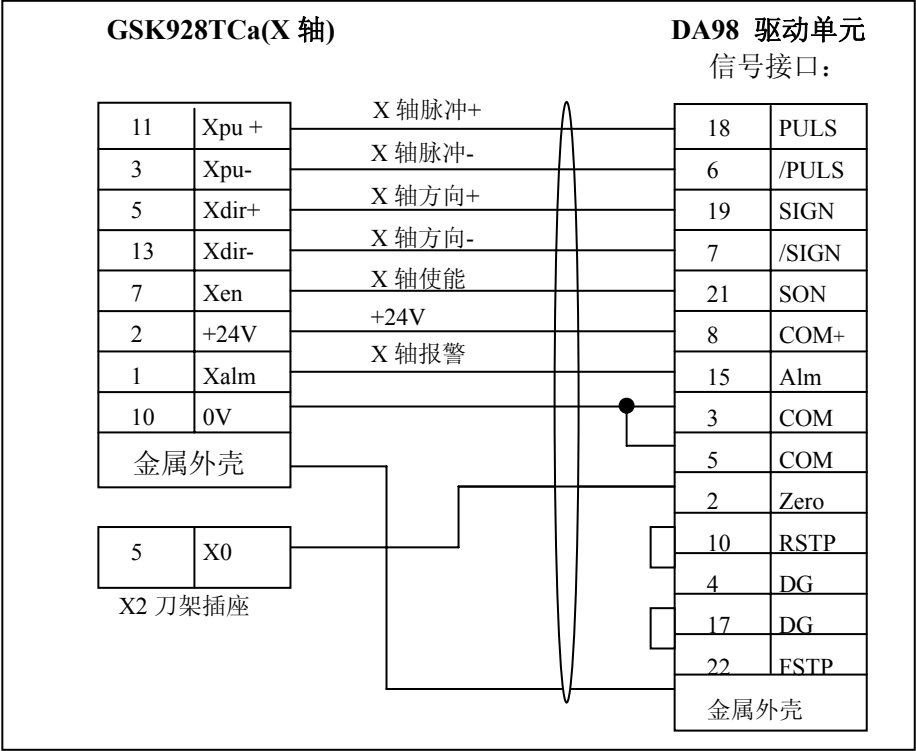 GSK928TCa(X 轴)
DA98 驱动单元
信号接口：
11 Xpu +
X 轴脉冲+
18 PULS
3 Xpu-
X 轴脉冲-
6 /PULS
5 Xdir+
X 轴方向+
19 SIGN
13 Xdir-
X 轴方向-
7 /SIGN
7 Xen
X 轴使能
21 SON
2 +24V
+24V
8 COM+
1 Xalm
X 轴报警
15 Alm
10 0V
3 COM
金属外壳
5 COM
2 Zero
5 X0
10 RSTP
X2 刀架插座
4 DG
17 DG
22 FSTP
金属外壳